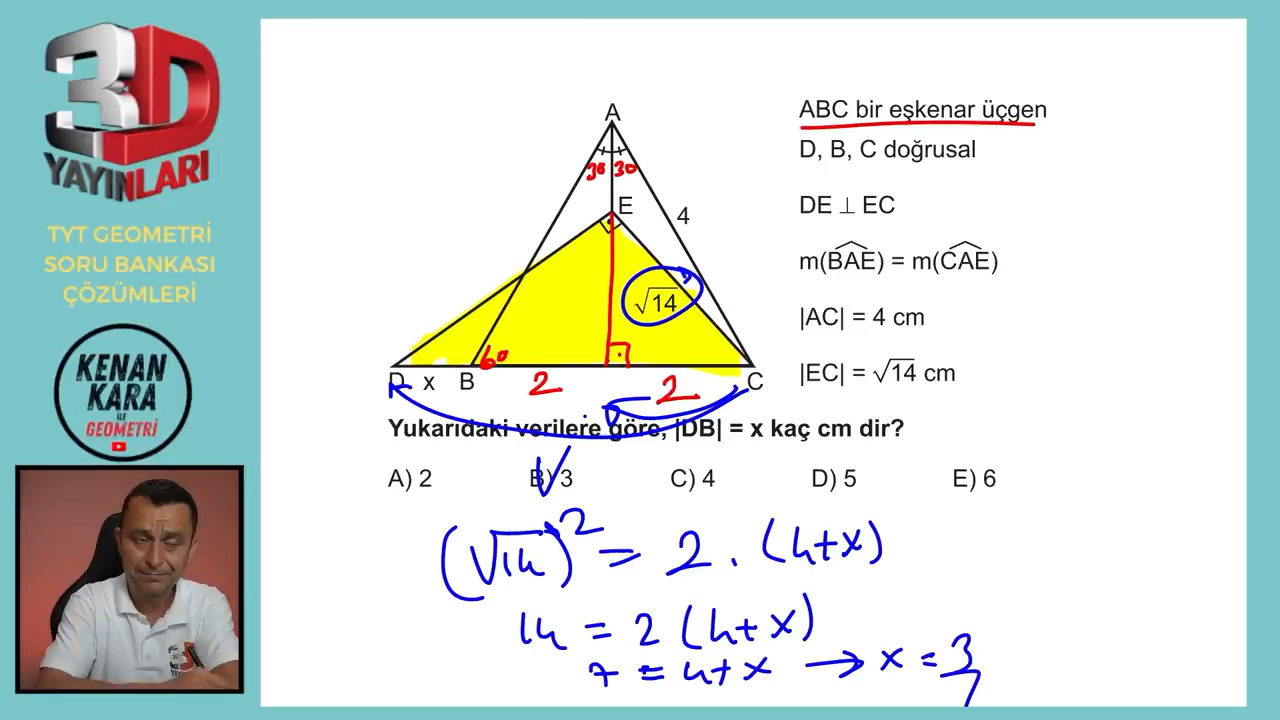 3D
YAYINLARI
TYT GEOMETRİ
SORU BANKASI
ÇÖZÜMLERİ
KENAN
KARA
İLE
GEOMETRİ
3D
A
30 30
E
4
√14
60
D x B 2 2 C
ABC bir eşkenar üçgen
D, B, C doğrusal
DE ⊥ EC
m(BAE) = m(CAE)
|AC| = 4 cm
|EC| = √14 cm
Yukarıdaki verilere göre, |DB| = x kaç cm dir?
A) 2 B) 3 C) 4 D) 5 E) 6
(√14)² = 2 . (4+x)
14 = 2 (4+x)
7 = 4+x → x = 3